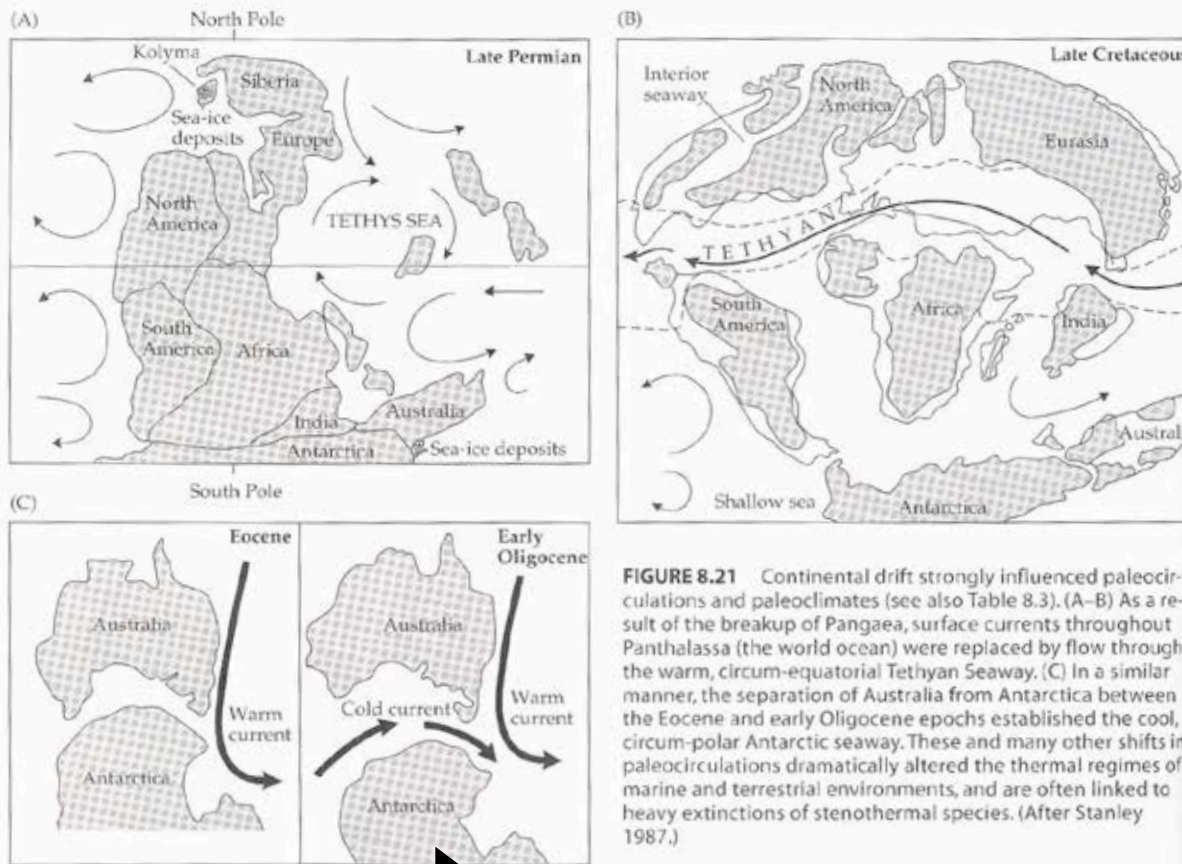 (A)
North Pole
Late Permian
Kolyma
Siberia
Sea-ice
deposits
Europe
North
America
TETHYS SEA
South
America
Africa
India
Australia
Antarctica
Sea-ice deposits
South Pole
(B)
Late Cretaceous
Interior
seaway
North
America
Eurasia
TETHYAN
South
America
Africa
India
Austral
Shallow sea
Antarctica
(C)
Eocene
Australia
Warm
current
Antarctica
Early
Oligocene
Australia
Cold current
Warm
current
Antarctica
FIGURE 8.21 Continental drift strongly influenced paleocir-
culations and paleoclimates (see also Table 8.3). (A–B) As a re-
sult of the breakup of Pangaea, surface currents throughout
Panthalassa (the world ocean) were replaced by flow through
the warm, circum-equatorial Tethyan Seaway. (C) In a similar
manner, the separation of Australia from Antarctica between
the Eocene and early Oligocene epochs established the cool,
circum-polar Antarctic seaway. These and many other shifts in
paleocirculations dramatically altered the thermal regimes of
marine and terrestrial environments, and are often linked to
heavy extinctions of stenothermal species. (After Stanley
1987.)